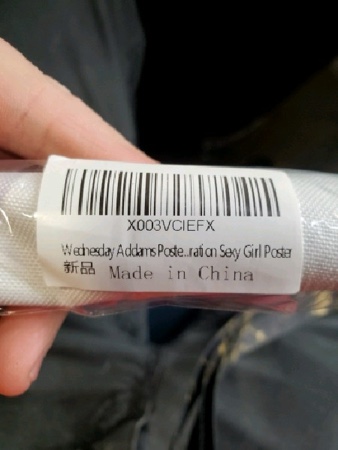 X003VCIEFX
Wednesday Addams Poste...ration Sexy Girl Poster
新品 Made in China